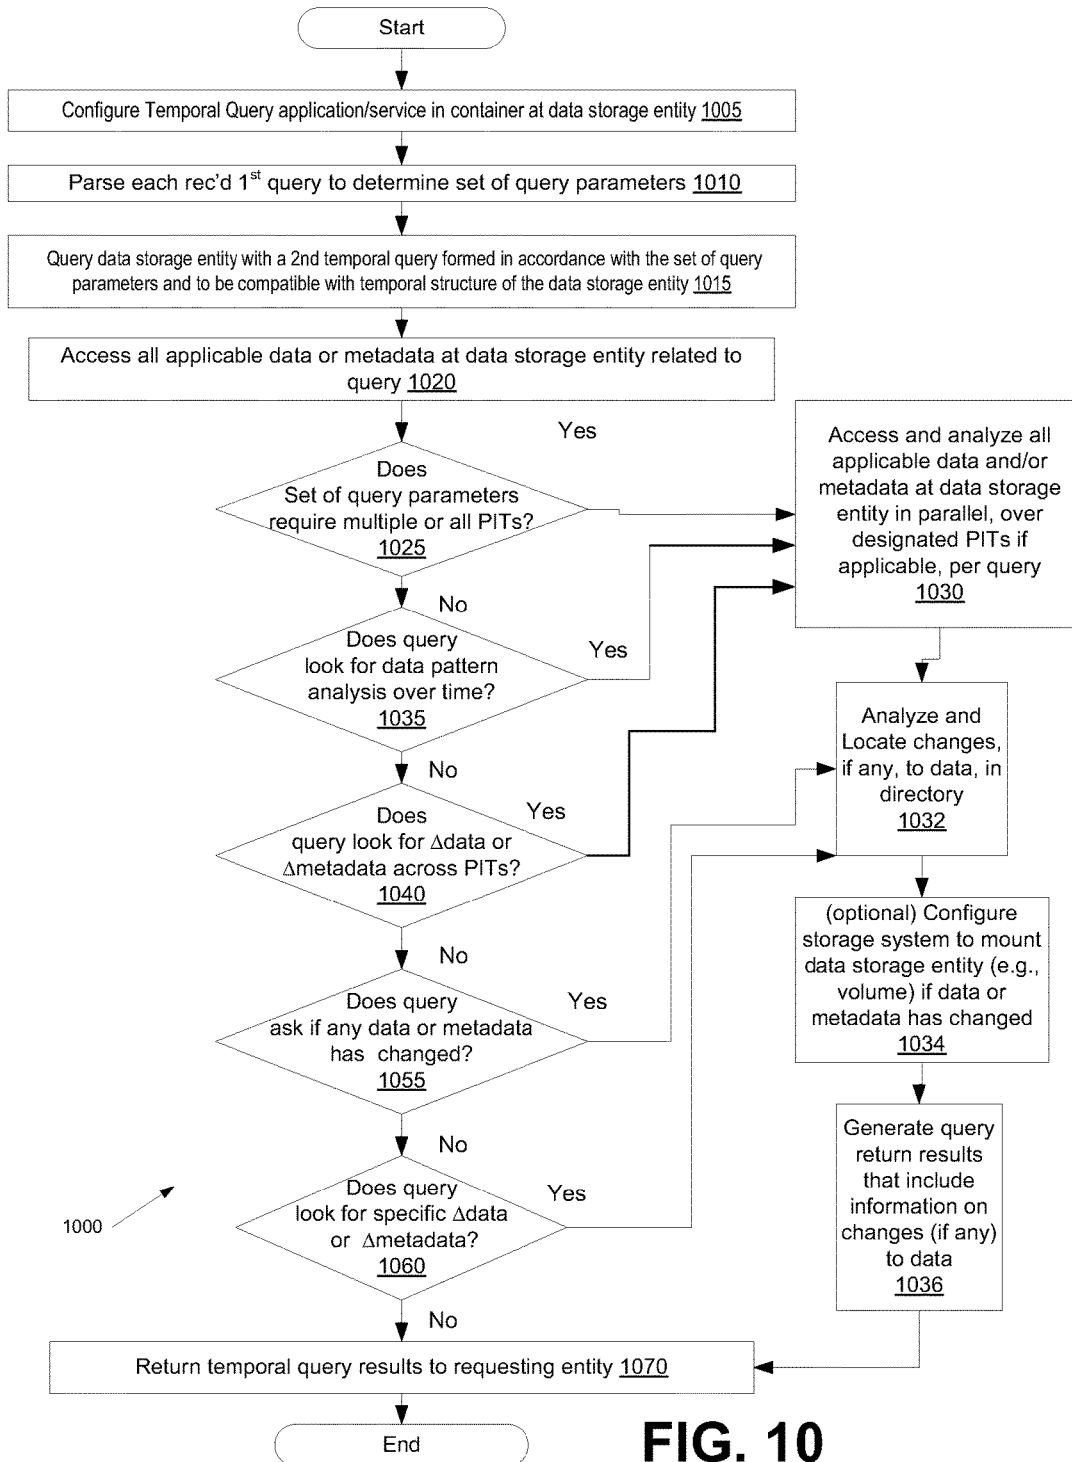 Start
Configure Temporal Query application/service in container at data storage entity 1005
Parse each rec'd 1st query to determine set of query parameters 1010
Query data storage entity with a 2nd temporal query formed in accordance with the set of query
parameters and to be compatible with temporal structure of the data storage entity 1015
Access all applicable data or metadata at data storage entity related to
query 1020
Yes
Does
Set of query parameters
require multiple or all PITs?
1025
Access and analyze all
applicable data and/or
metadata at data storage
entity in parallel, over
designated PITs if
applicable, per query
1030
No
Does query
look for data pattern
analysis over time?
1035
Yes
Analyze and
Locate changes,
if any, to data, in
directory
1032
No
Does
query look for Δdata or
Δmetadata across PITs?
1040
Yes
(optional) Configure
storage system to mount
data storage entity (e.g.,
volume) if data or
metadata has changed
1034
No
Does query
ask if any data or metadata
has changed?
1055
Yes
Generate query
return results
that include
information on
changes (if any)
to data
1036
No
Does query
look for specific Δdata
or Δmetadata?
1060
Yes
1000
No
Return temporal query results to requesting entity 1070
End
FIG. 10